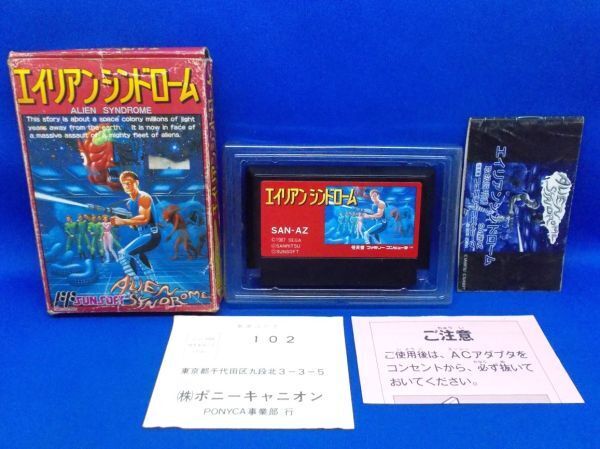 エイリアンシンドローム
ALIEN SYNDROME
This story is about a space colony millions of light
years away from the earth. It is now in face of
a massive assault of a mighty fleet of aliens.
SUNSOFT
ALIEN
SYNDROME
エイリアンシンドローム
SAN-AZ
©1987 SEGA
©SANRITSU
©SUNSOFT
ファミリーコンピュータ
ALIEN
SYNDROME
エイリアンシンドローム
102
東京都千代田区九段北3-3-5
(株)ポニーキャニオン
PONYCA事業部 行
ご注意
ご使用後は、ACアダプタを
コンセントから、必ず抜いて
おいてください。